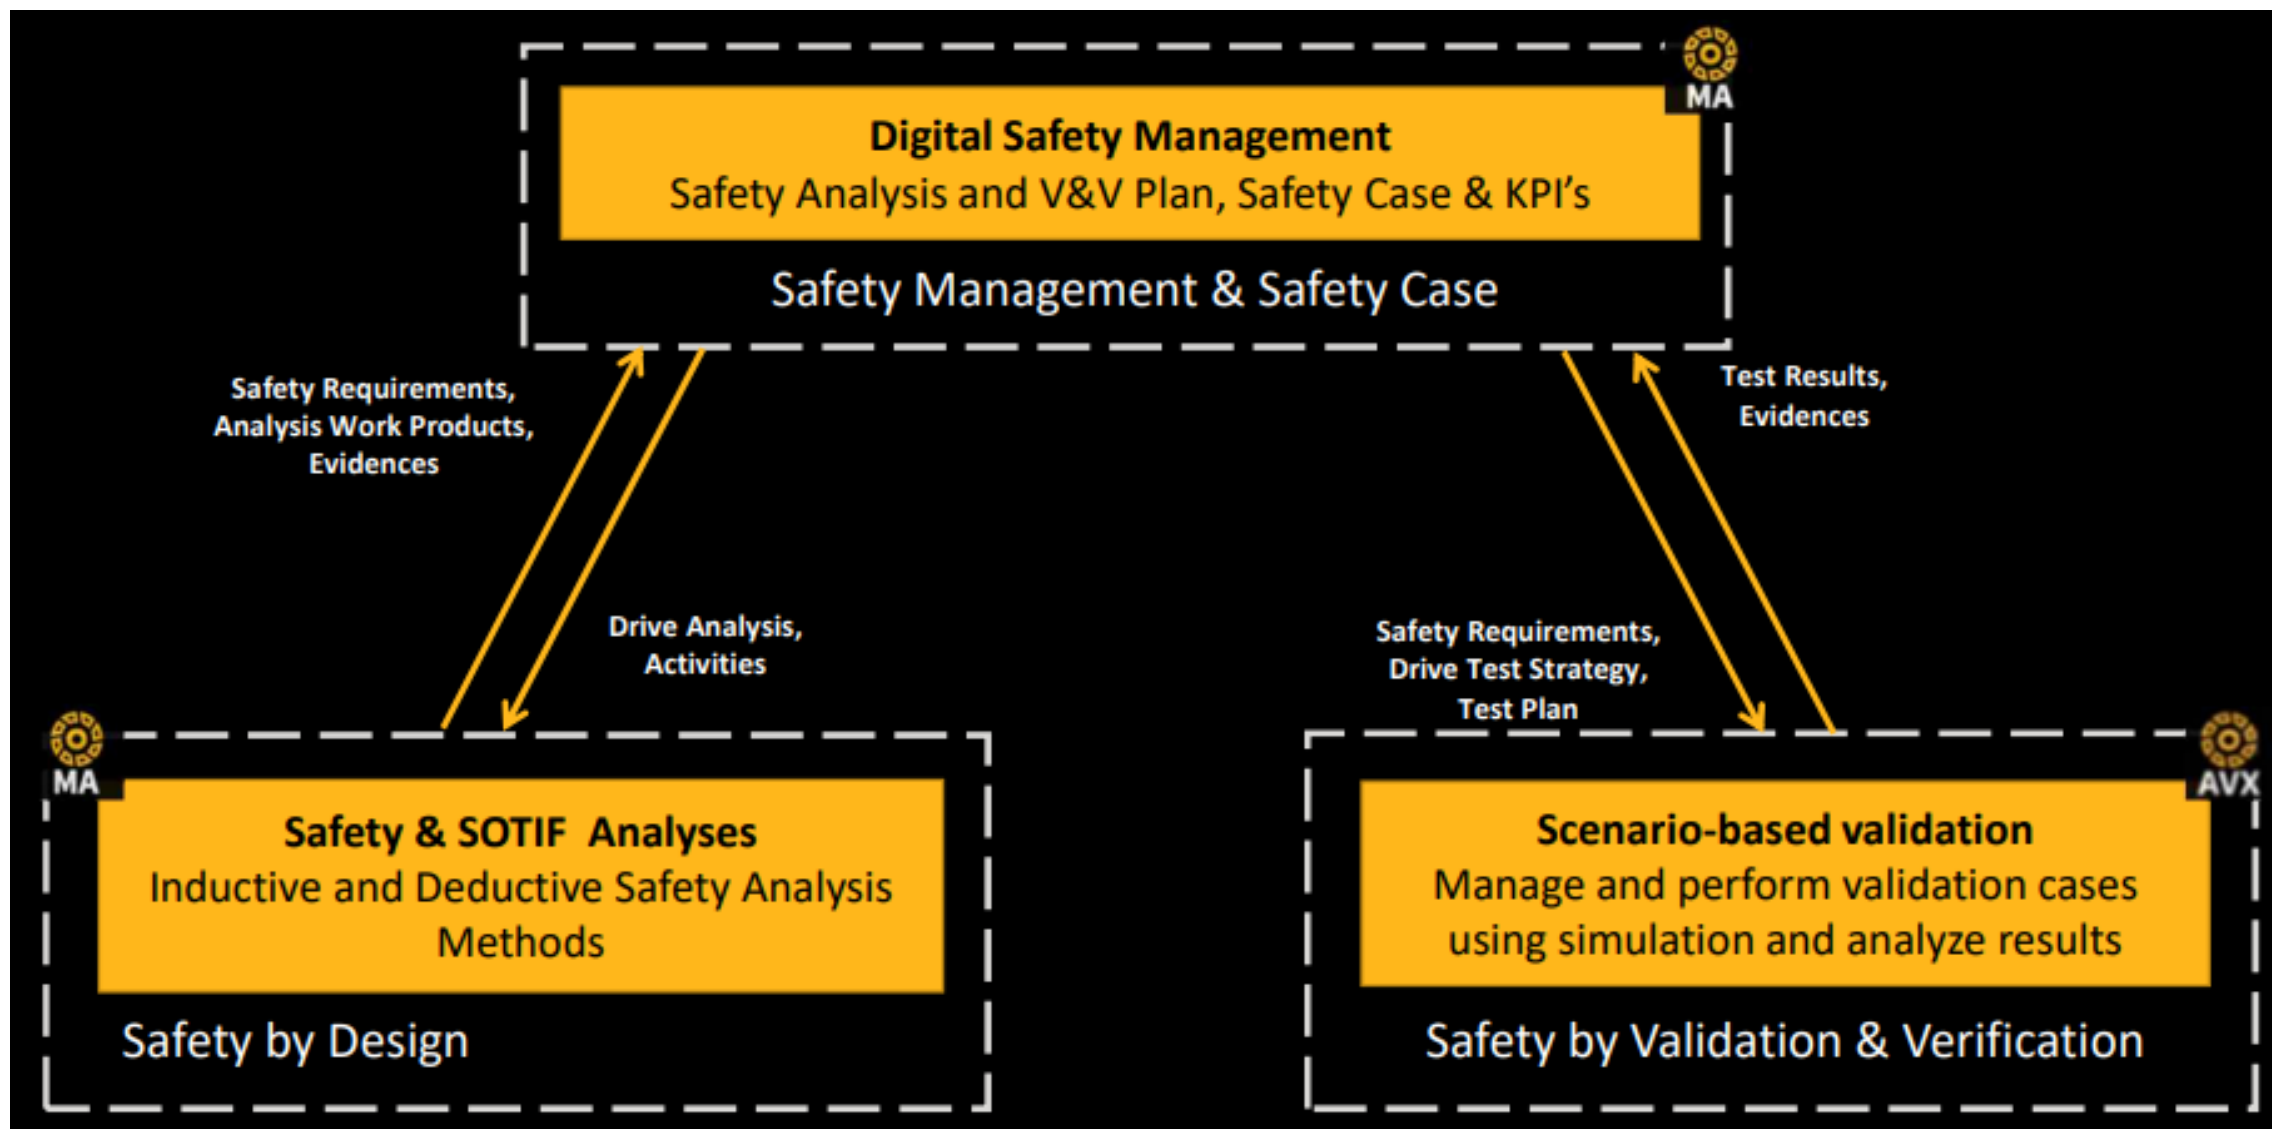 MA
Digital Safety Management
Safety Analysis and V&V Plan, Safety Case & KPI’s
Safety Management & Safety Case
Safety Requirements,
Analysis Work Products,
Evidences
Test Results,
Evidences
Drive Analysis,
Activities
Safety Requirements,
Drive Test Strategy,
Test Plan
MA
Safety & SOTIF Analyses
Inductive and Deductive Safety Analysis
Methods
Safety by Design
AVX
Scenario-based validation
Manage and perform validation cases
using simulation and analyze results
Safety by Validation & Verification